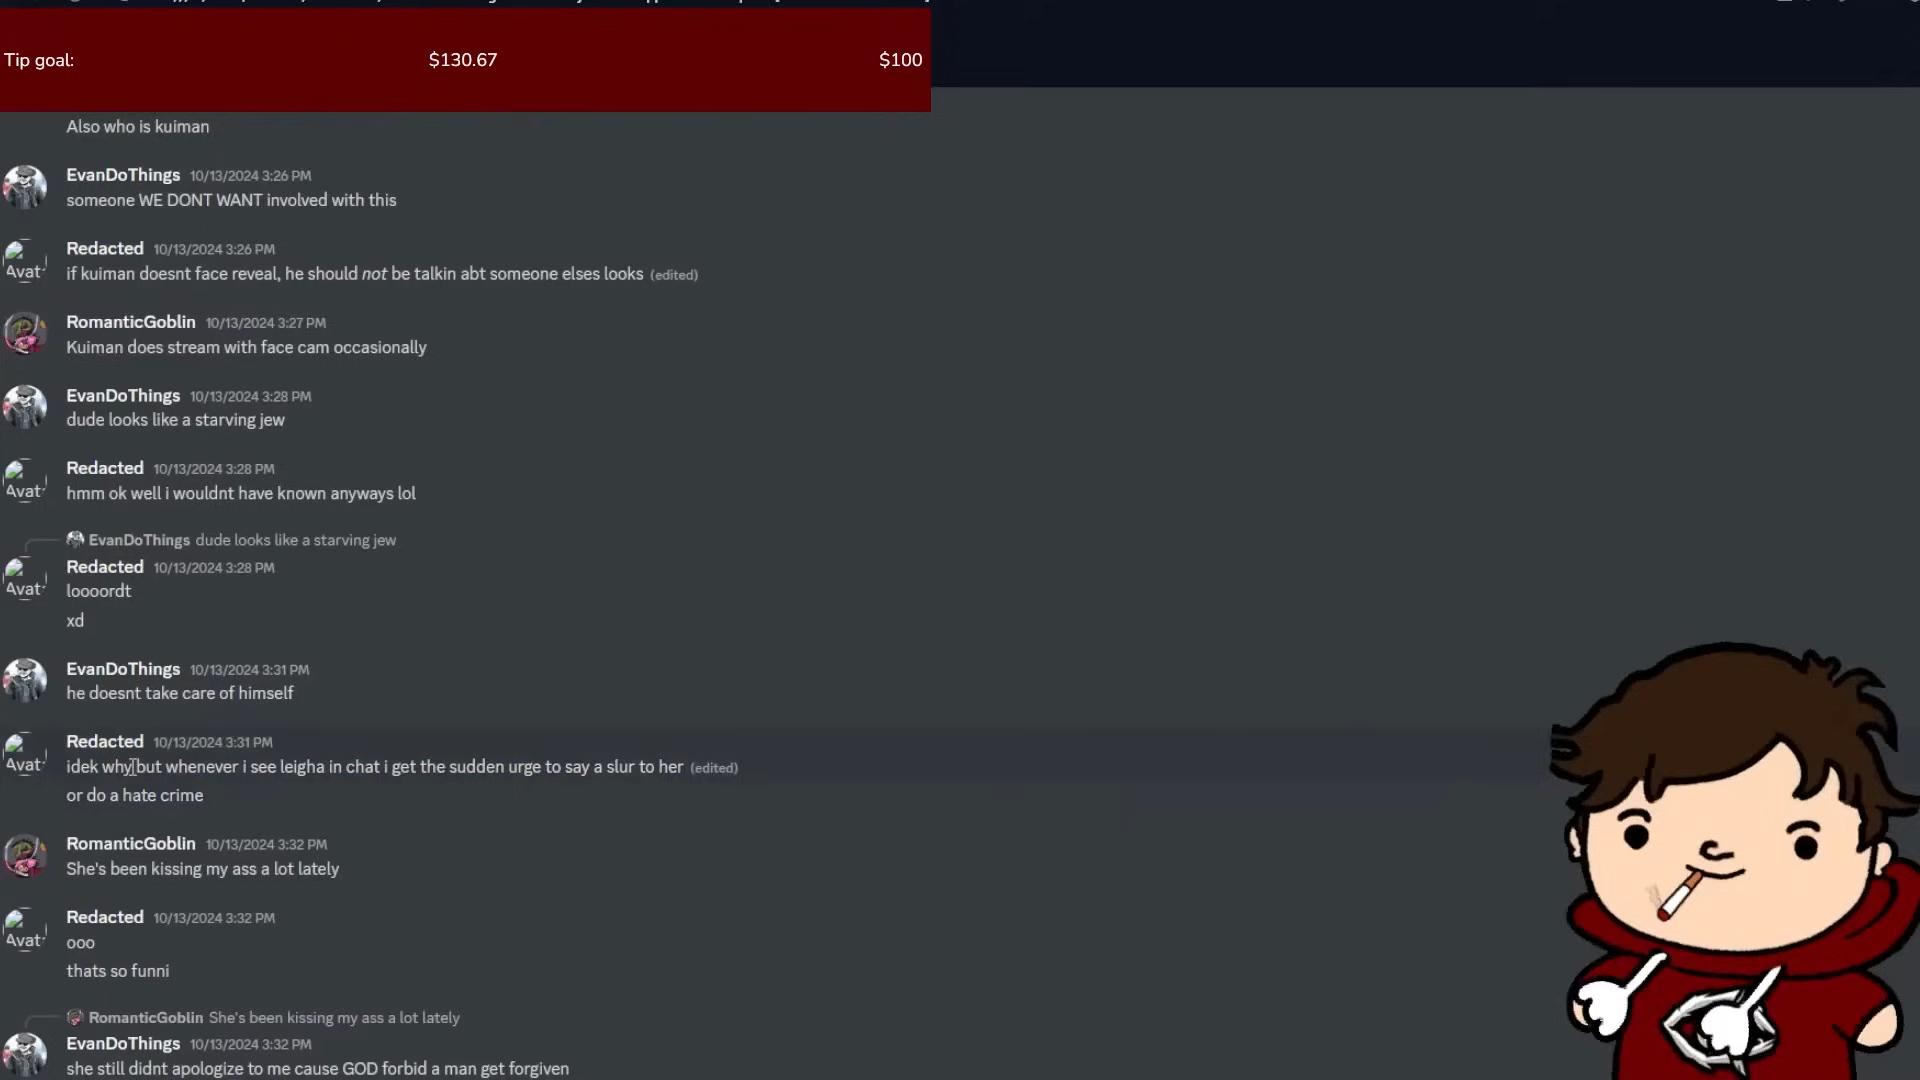 Tip goal: $130.67 $100
Also who is kuiman
EvanDoThings 10/13/2024 3:26 PM
someone WE DONT WANT involved with this
Redacted 10/13/2024 3:26 PM
Avat
if kuiman doesnt face reveal, he should not be talkin abt someone elses looks (edited)
RomanticGoblin 10/13/2024 3:27 PM
Kuiman does stream with face cam occasionally
EvanDoThings 10/13/2024 3:28 PM
dude looks like a starving jew
Redacted 10/13/2024 3:28 PM
Avat
hmm ok well i wouldnt have known anyways lol
EvanDoThings dude looks like a starving jew
Redacted 10/13/2024 3:28 PM
Avat
loooordt
xd
EvanDoThings 10/13/2024 3:31 PM
he doesnt take care of himself
Redacted 10/13/2024 3:31 PM
Avat
idek why but whenever i see leigha in chat i get the sudden urge to say a slur to her (edited)
or do a hate crime
RomanticGoblin 10/13/2024 3:32 PM
She's been kissing my ass a lot lately
Redacted 10/13/2024 3:32 PM
Avat
ooo
thats so funni
RomanticGoblin She's been kissing my ass a lot lately
EvanDoThings 10/13/2024 3:32 PM
she still didnt apologize to me cause GOD forbid a man get forgiven